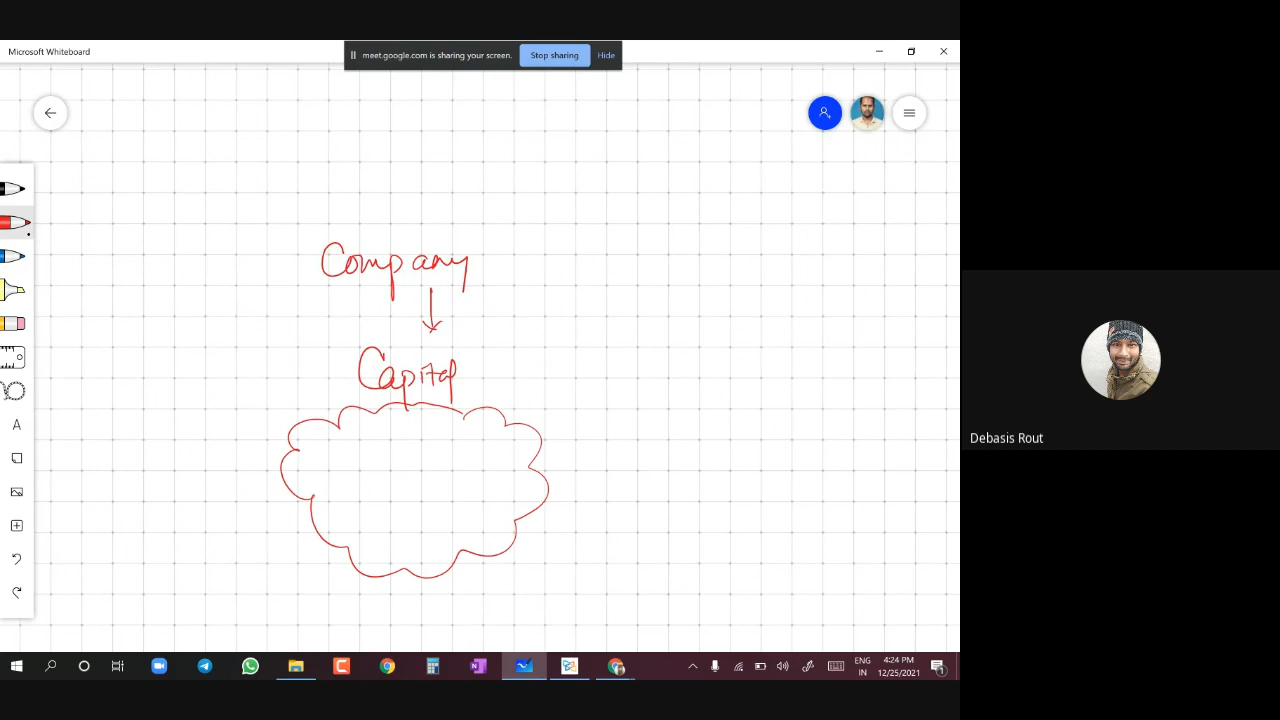 Microsoft Whiteboard
meet.google.com is sharing your screen.
Stop sharing
Hide
Company
Capital
A
Debasis Rout
ENG
IN
4:24 PM
12/25/2021
1